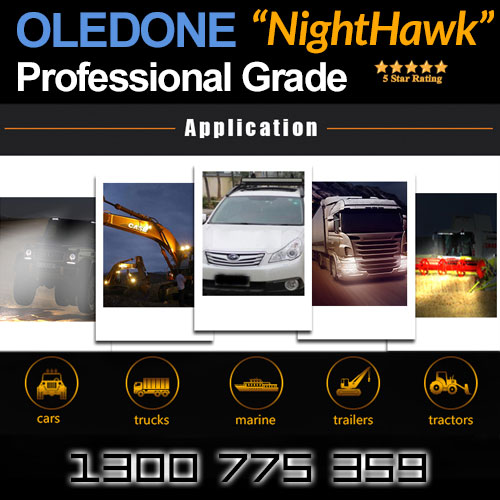 OLEDONE “NightHawk”
Professional Grade
5 Star Rating
Application
CASE
cars
trucks
marine
trailers
tractors
1300 775 359